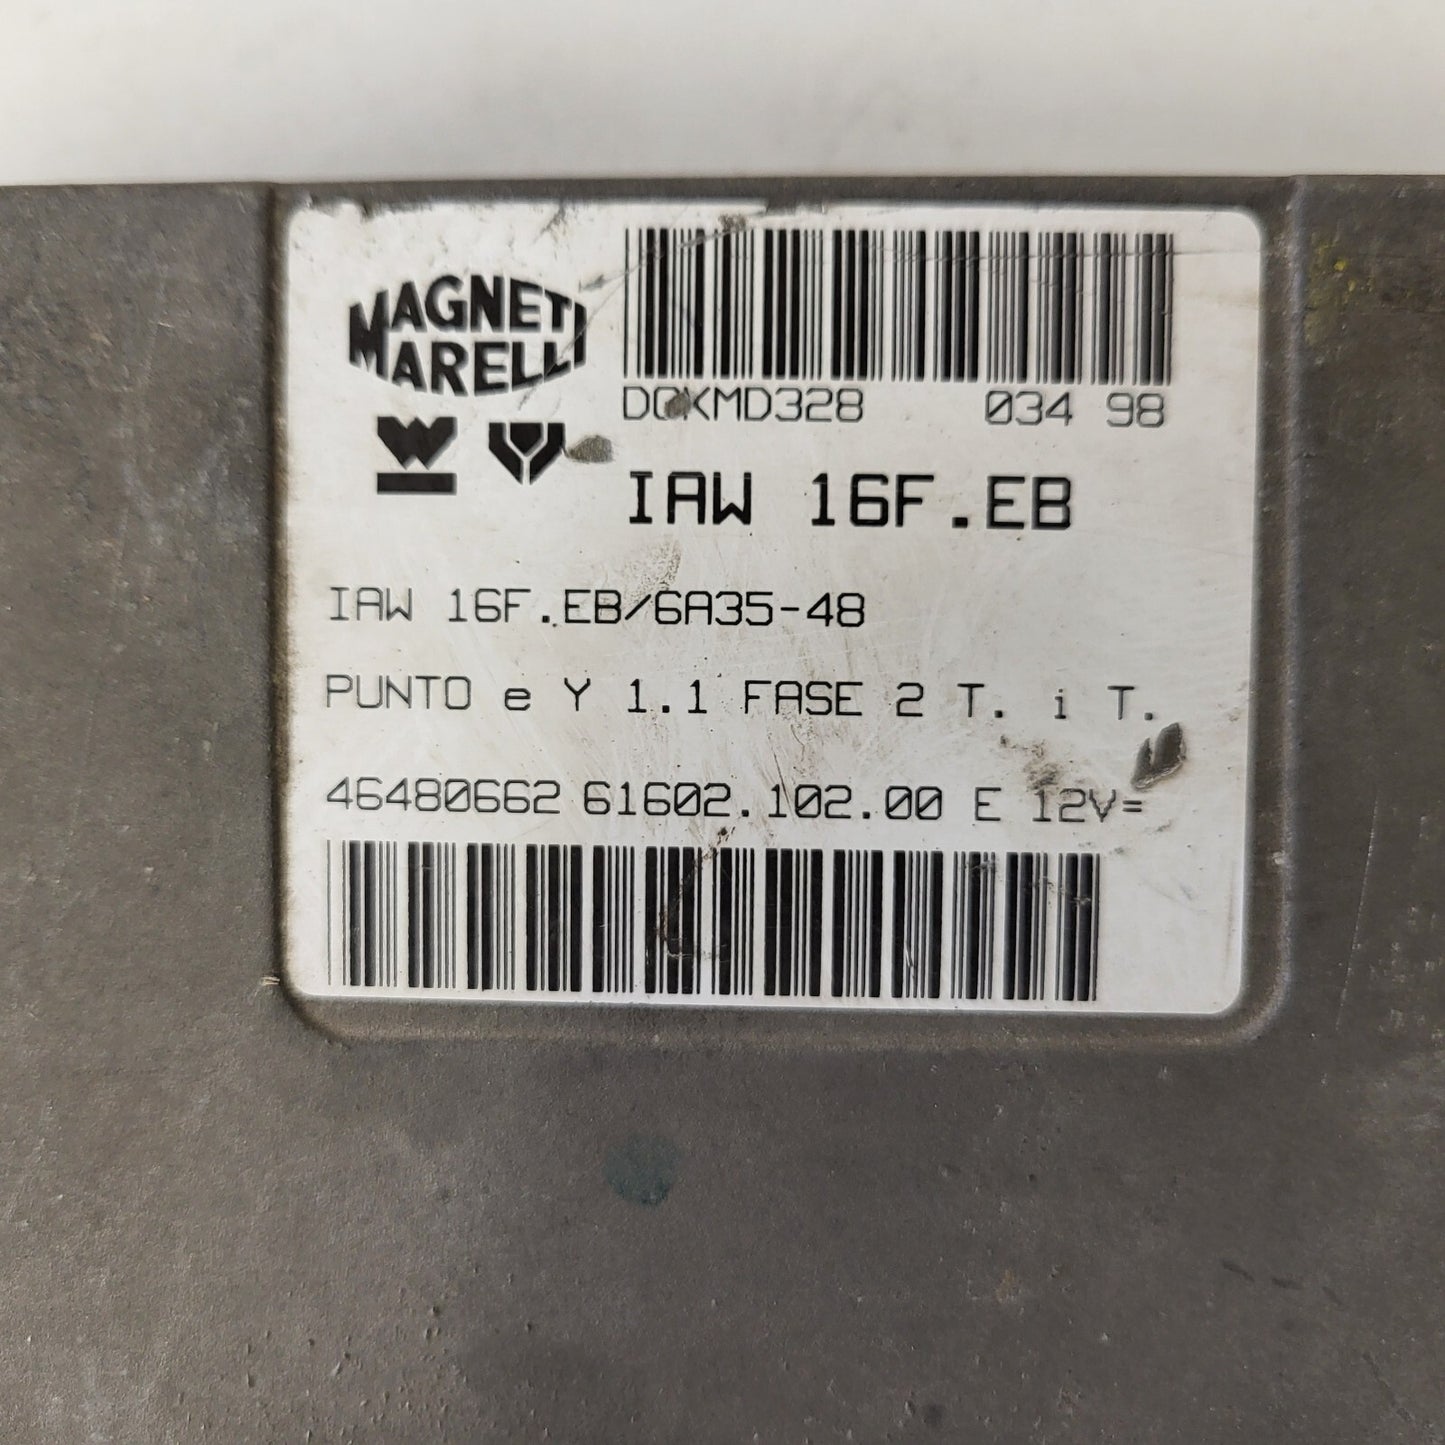 MAGNETI
MARELLI
034 98
IAW 16F.EB
IAW 16F.EB/6A35-48
PUNTO e Y 1.1 FASE 2 T. i T.
46480662 61602.102.00 E 12V=